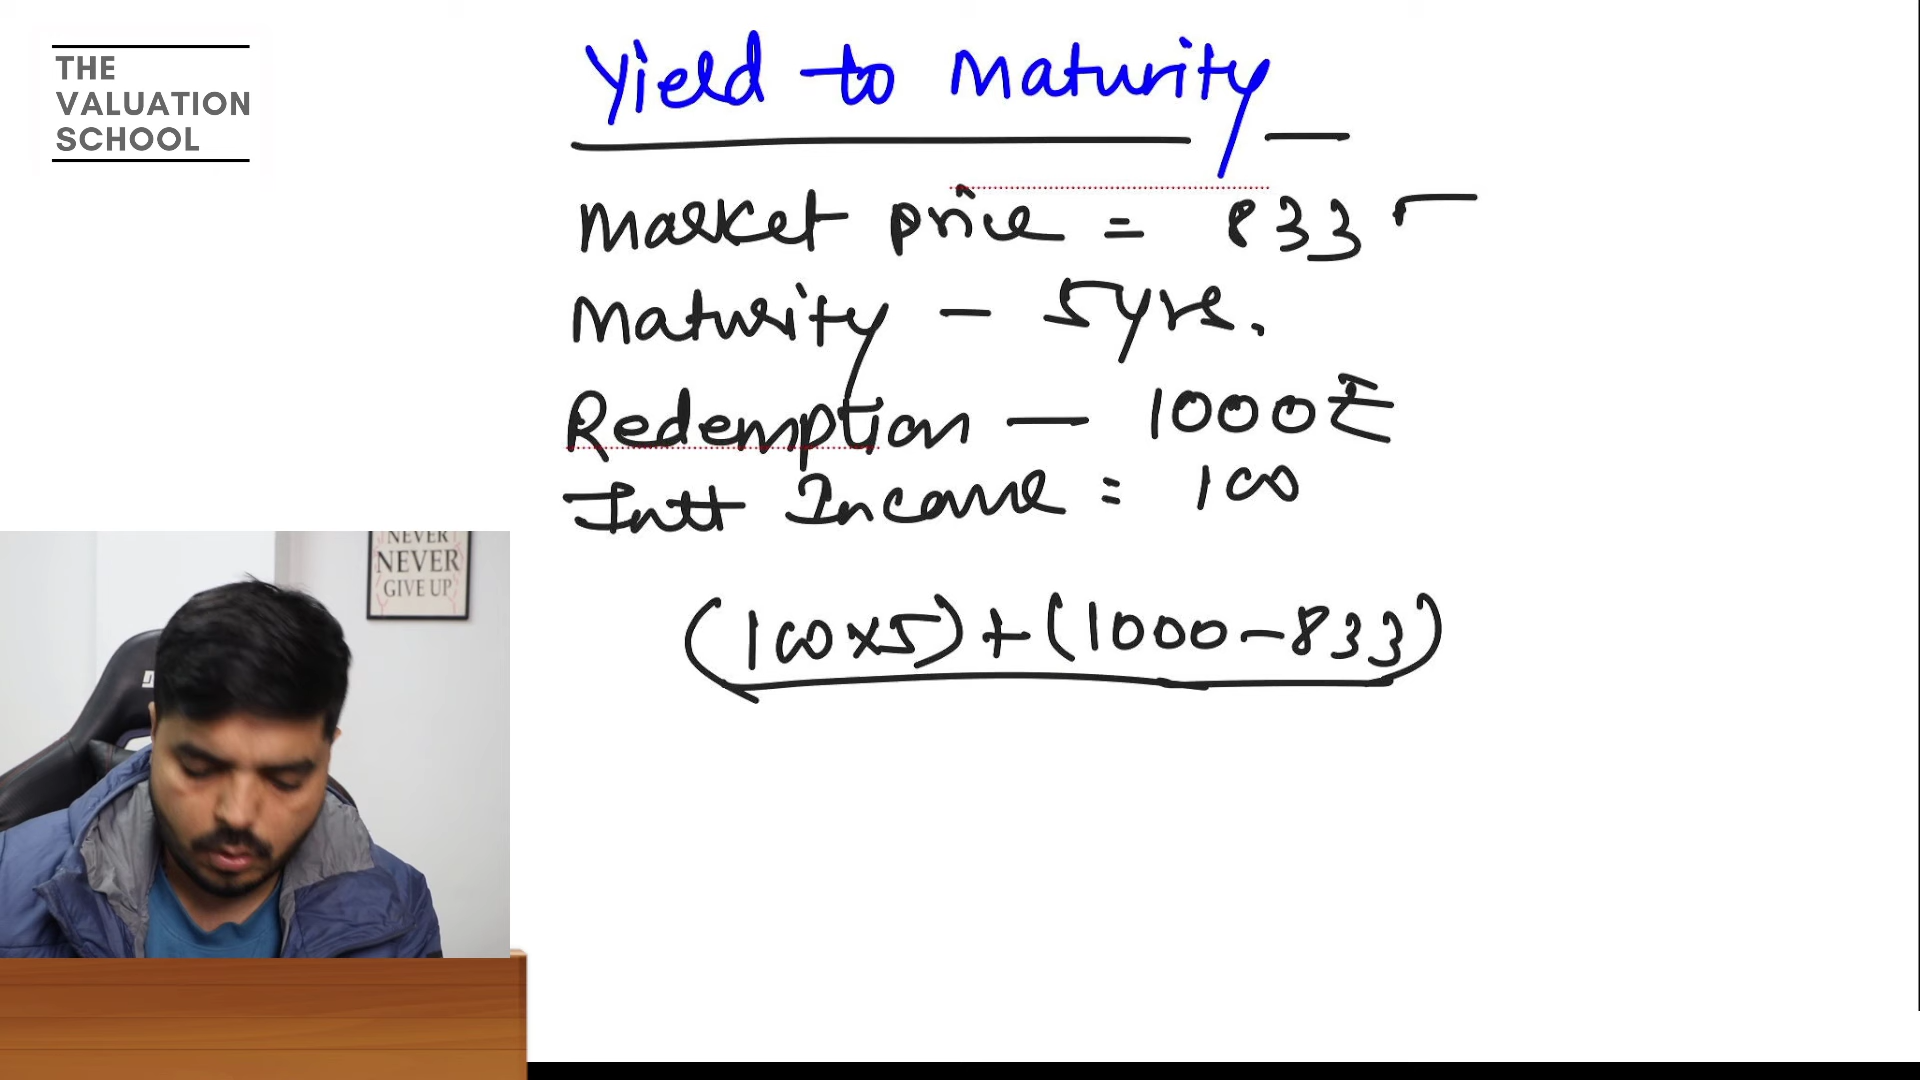 THE
VALUATION
SCHOOL
Yield to Maturity
Market price = 833
Maturity - 5yrs.
Redemption — 1000₹
Intt Income = 100
NEVER
NEVER
GIVE UP
(100×5)+(1000-833)